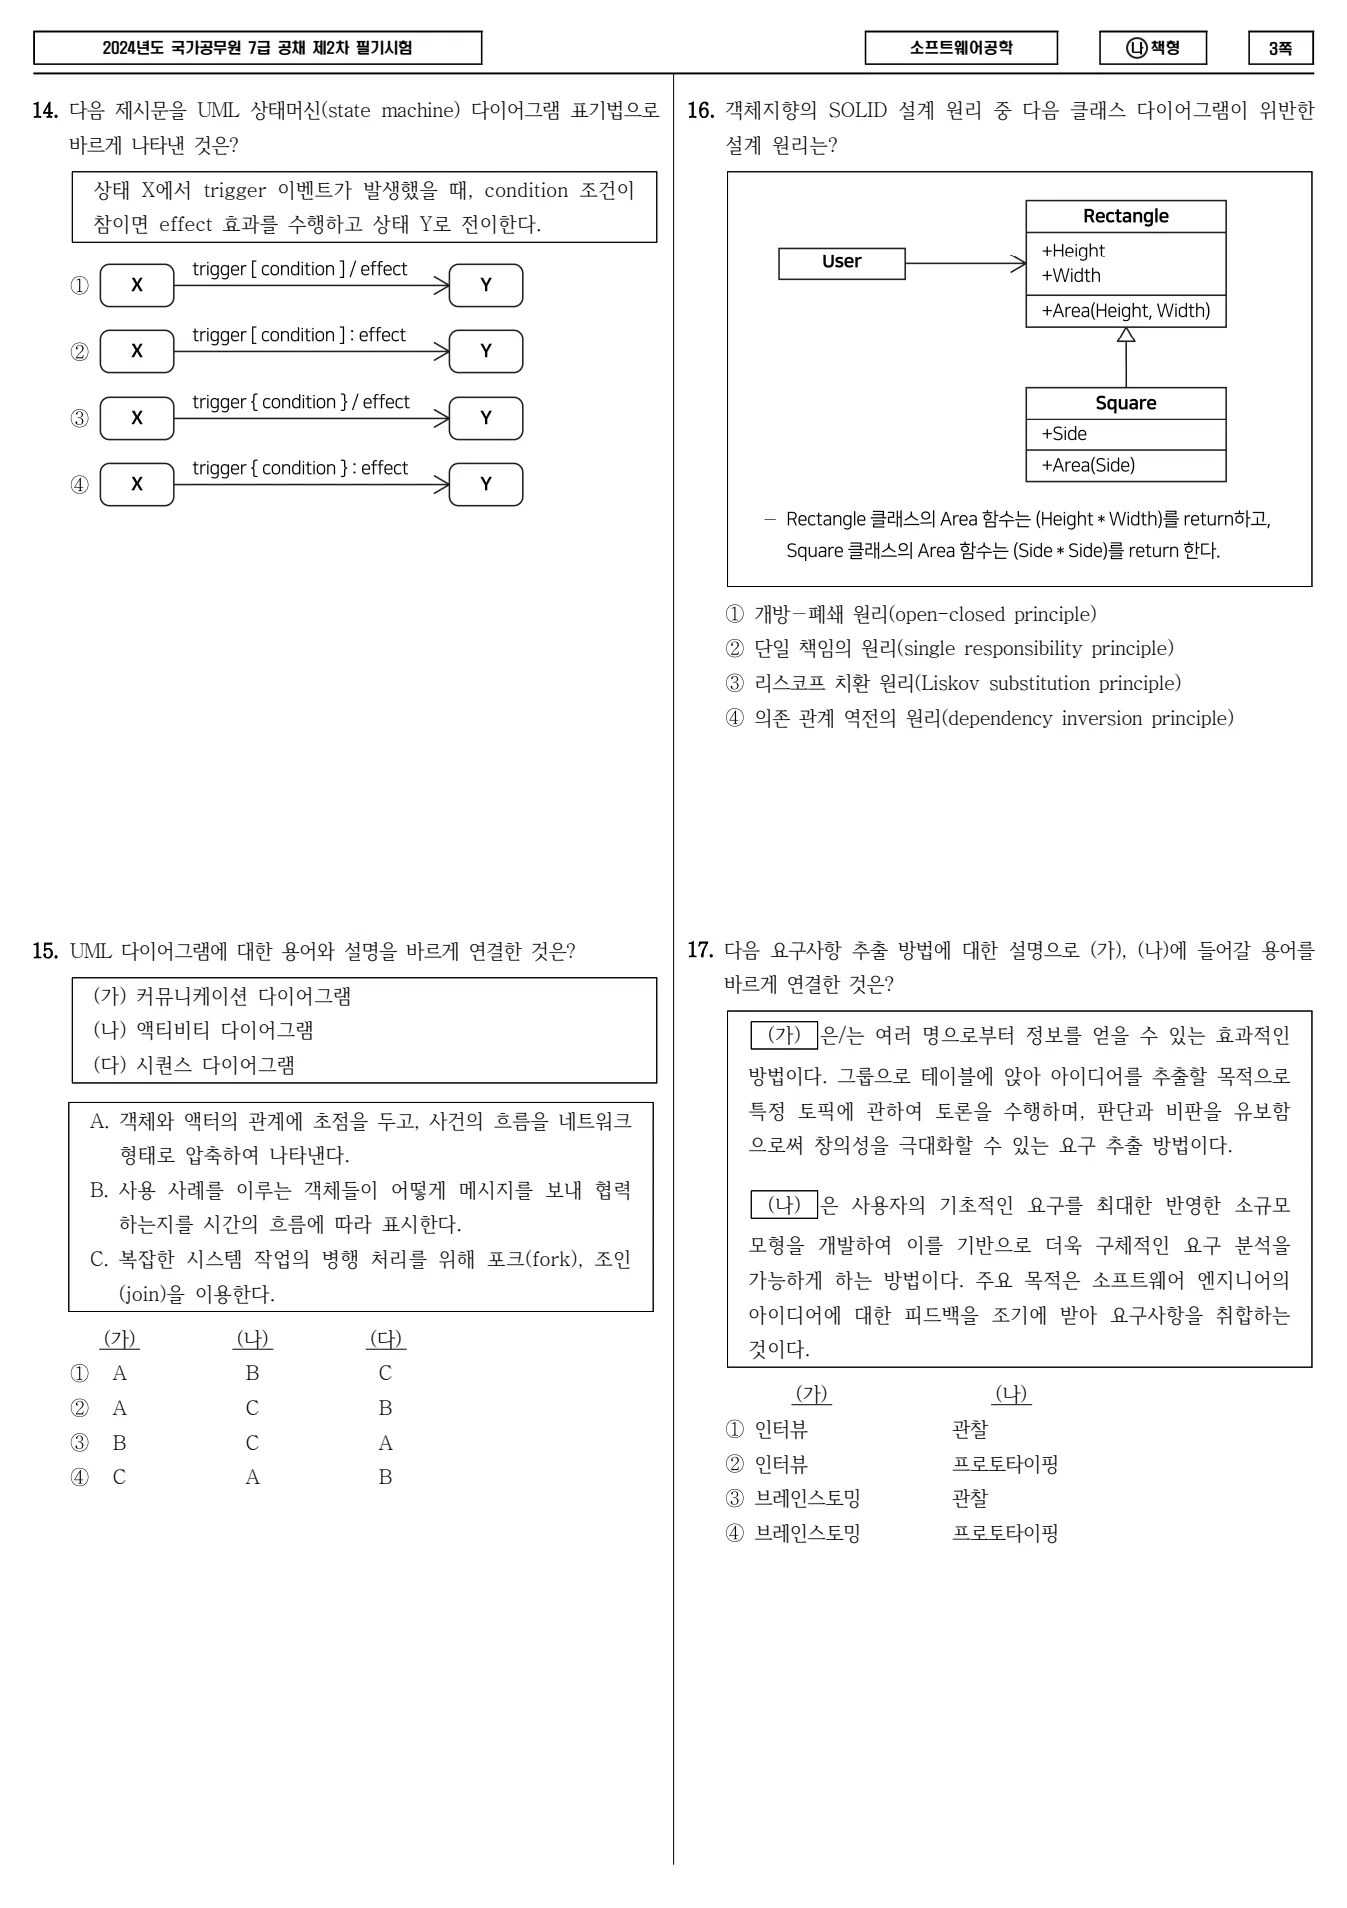 2024년도 국가공무원 7급 공채 제2차 필기시험
소프트웨어공학
㉯책형
3쪽
14. 다음 제시문을 UML 상태머신(state machine) 다이어그램 표기법으로
바르게 나타낸 것은?
상태 X에서 trigger 이벤트가 발생했을 때, condition 조건이
참이면 effect 효과를 수행하고 상태 Y로 전이한다.
① X trigger [ condition ] / effect Y
② X trigger [ condition ] : effect Y
③ X trigger { condition } / effect Y
④ X trigger { condition } : effect Y
15. UML 다이어그램에 대한 용어와 설명을 바르게 연결한 것은?
(가) 커뮤니케이션 다이어그램
(나) 액티비티 다이어그램
(다) 시퀀스 다이어그램
A. 객체와 액터의 관계에 초점을 두고, 사건의 흐름을 네트워크
형태로 압축하여 나타낸다.
B. 사용 사례를 이루는 객체들이 어떻게 메시지를 보내 협력
하는지를 시간의 흐름에 따라 표시한다.
C. 복잡한 시스템 작업의 병행 처리를 위해 포크(fork), 조인
(join)을 이용한다.
(가) (나) (다)
① A B C
② A C B
③ B C A
④ C A B
16. 객체지향의 SOLID 설계 원리 중 다음 클래스 다이어그램이 위반한
설계 원리는?
Rectangle
+Height
+Width
+Area(Height, Width)
User
Square
+Side
+Area(Side)
－ Rectangle 클래스의 Area 함수는 (Height * Width)를 return하고,
Square 클래스의 Area 함수는 (Side * Side)를 return 한다.
① 개방－폐쇄 원리(open-closed principle)
② 단일 책임의 원리(single responsibility principle)
③ 리스코프 치환 원리(Liskov substitution principle)
④ 의존 관계 역전의 원리(dependency inversion principle)
17. 다음 요구사항 추출 방법에 대한 설명으로 (가), (나)에 들어갈 용어를
바르게 연결한 것은?
(가) 은/는 여러 명으로부터 정보를 얻을 수 있는 효과적인
방법이다. 그룹으로 테이블에 앉아 아이디어를 추출할 목적으로
특정 토픽에 관하여 토론을 수행하며, 판단과 비판을 유보함
으로써 창의성을 극대화할 수 있는 요구 추출 방법이다.
(나) 은 사용자의 기초적인 요구를 최대한 반영한 소규모
모형을 개발하여 이를 기반으로 더욱 구체적인 요구 분석을
가능하게 하는 방법이다. 주요 목적은 소프트웨어 엔지니어의
아이디어에 대한 피드백을 조기에 받아 요구사항을 취합하는
것이다.
(가) (나)
① 인터뷰 관찰
② 인터뷰 프로토타이핑
③ 브레인스토밍 관찰
④ 브레인스토밍 프로토타이핑